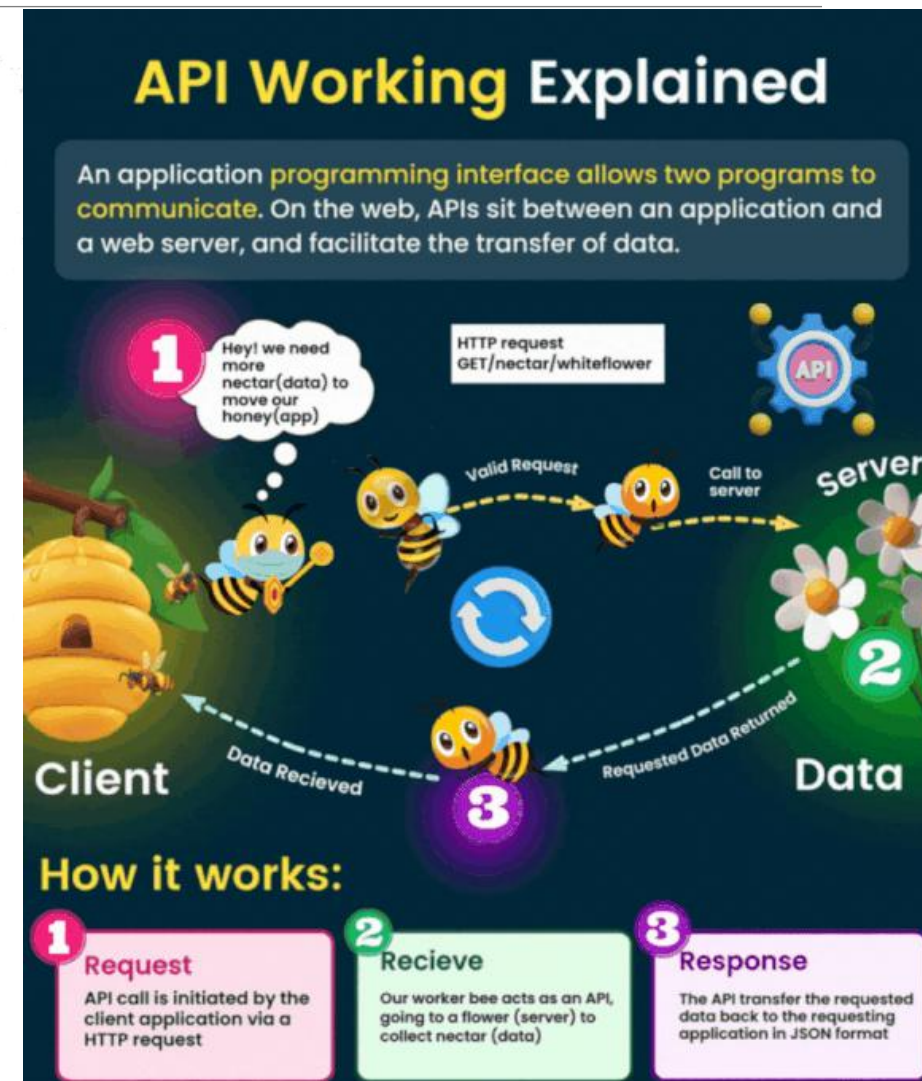 API Working Explained
An application programming interface allows two programs to
communicate. On the web, APIs sit between an application and
a web server, and facilitate the transfer of data.
1
Hey! we need
more
nectar(data) to
move our
honey(app)
HTTP request
GET/nectar/whiteflower
API
Valid Request
Call to
server
Server
2
Requested Data Returned
Data Recieved
3
Client
Data
How it works:
1
Request
API call is initiated by the
client application via a
HTTP request
2
Recieve
Our worker bee acts as an API,
going to a flower (server) to
collect nectar (data)
3
Response
The API transfer the requested
data back to the requesting
application in JSON format